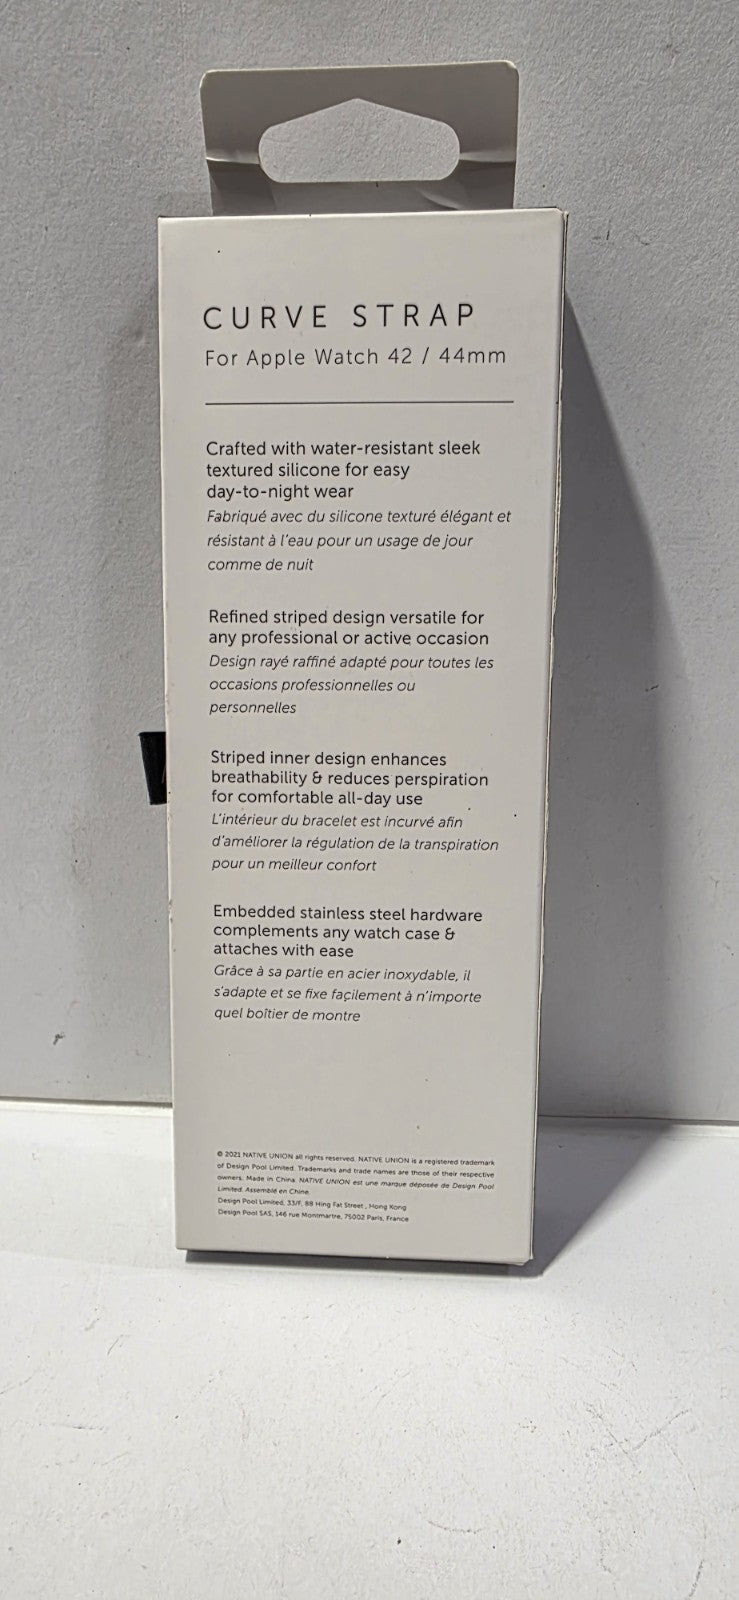 CURVE STRAP
For Apple Watch 42 / 44mm
Crafted with water-resistant sleek
textured silicone for easy
day-to-night wear
Fabriqué avec du silicone texturé élégant et
résistant à l'eau pour un usage de jour
comme de nuit
Refined striped design versatile for
any professional or active occasion
Design rayé raffiné adapté pour toutes les
occasions professionnelles ou
personnelles
Striped inner design enhances
breathability & reduces perspiration
for comfortable all-day use
L'intérieur du bracelet est incurvé afin
d'améliorer la régulation de la transpiration
pour un meilleur confort
Embedded stainless steel hardware
complements any watch case &
attaches with ease
Grâce à sa partie en acier inoxydable, il
s'adapte et se fixe façilement à n'importe
quel boîtier de montre
© 2021 NATIVE UNION all rights reserved. NATIVE UNION is a registered trademark
of Design Pool Limited. Trademarks and trade names are those of their respective
owners. Made in China. NATIVE UNION est une marque déposée de Design Pool
Limited. Assemblé en Chine.
Design Pool Limited, 33/F, 88 Hing Fat Street, Hong Kong
Design Pool SAS, 146 rue Montmartre, 75002 Paris, France